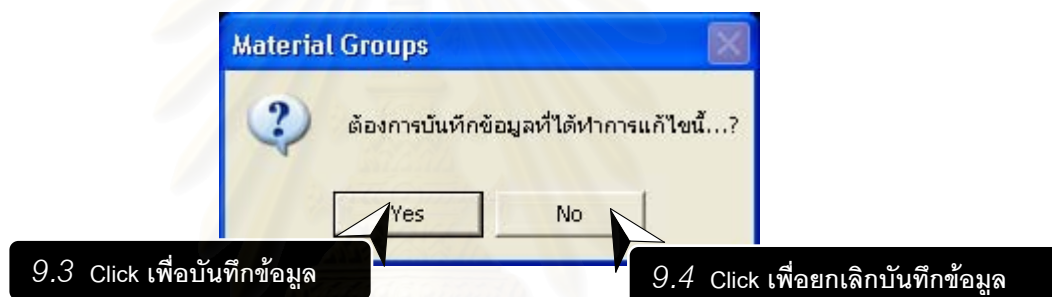 Material Groups
ต้องการบันทึกข้อมูลที่ได้ทำการแก้ไขนี้...?
Yes No
9.3 Click เพื่อบันทึกข้อมูล
9.4 Click เพื่อยกเลิกบันทึกข้อมูล